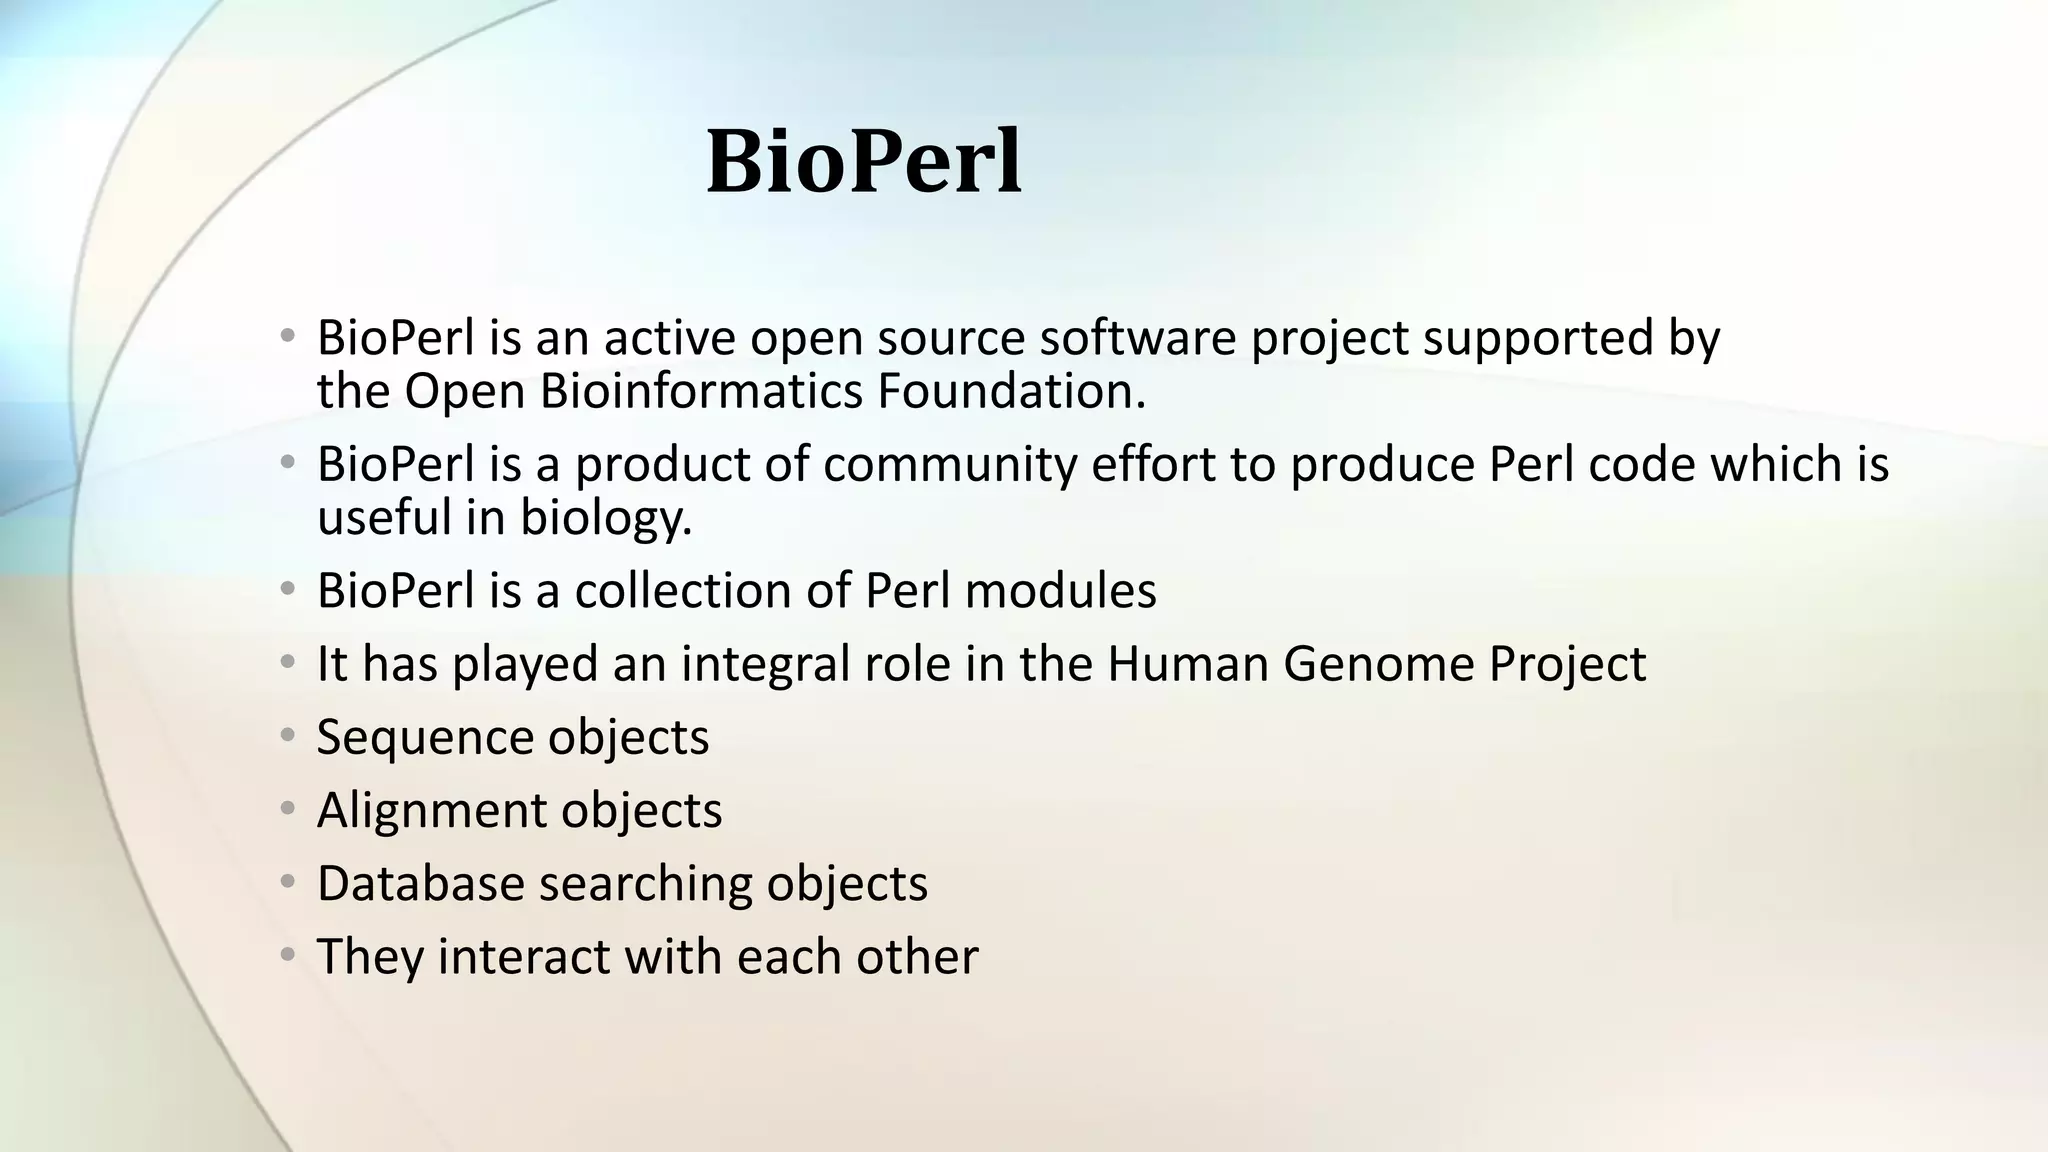 BioPerl
• BioPerl is an active open source software project supported by
the Open Bioinformatics Foundation.
• BioPerl is a product of community effort to produce Perl code which is
useful in biology.
• BioPerl is a collection of Perl modules
• It has played an integral role in the Human Genome Project
• Sequence objects
• Alignment objects
• Database searching objects
• They interact with each other